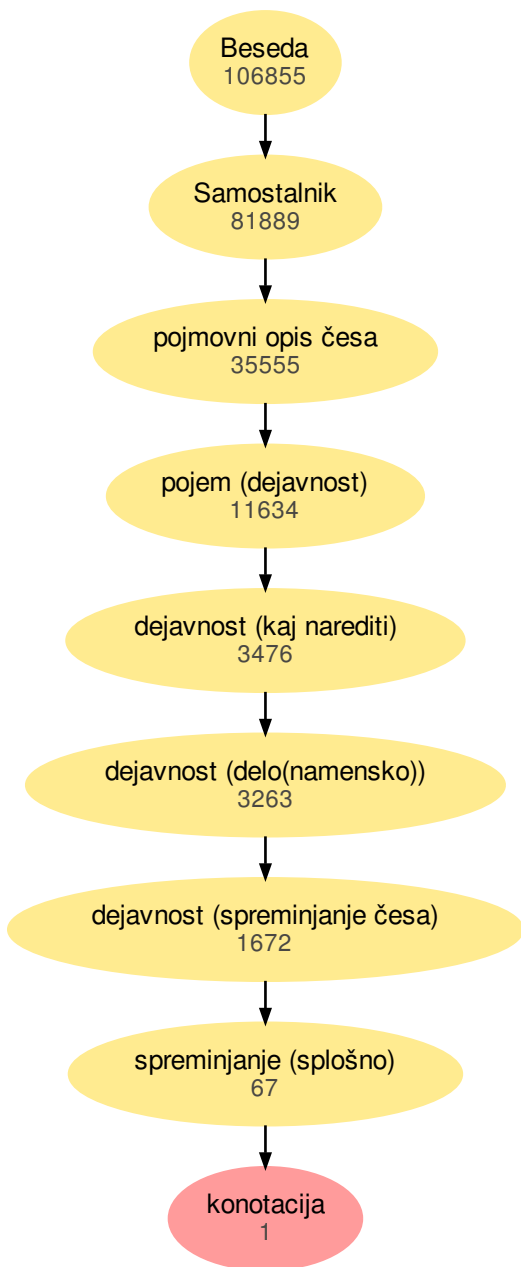 Beseda
106855
Samostalnik
81889
pojmovni opis česa
35555
pojem (dejavnost)
11634
dejavnost (kaj narediti)
3476
dejavnost (delo(namensko))
3263
dejavnost (spreminjanje česa)
1672
spreminjanje (splošno)
67
konotacija
1